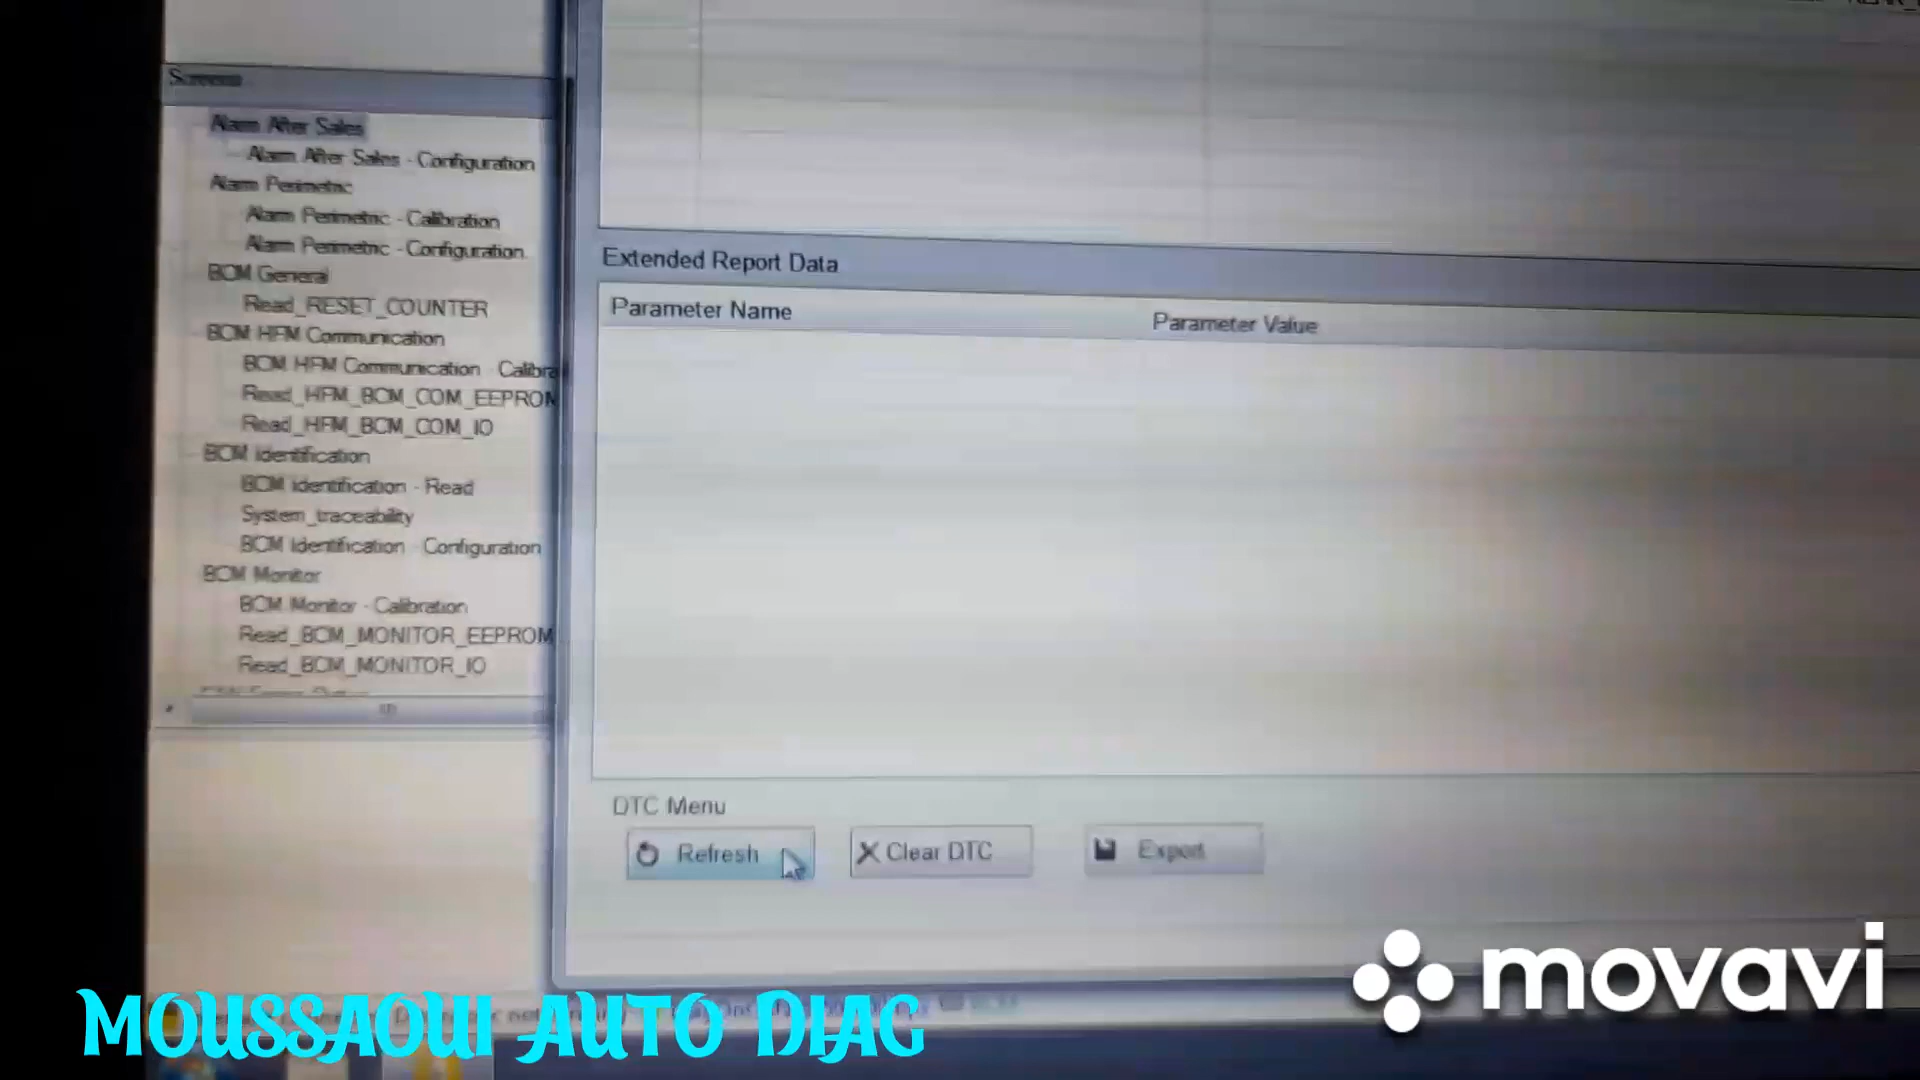 Screens
Alarm After Sales
Alarm After Sales - Configuration
Alarm Perimetric
Alarm Perimetric - Calibration
Alarm Perimetric - Configuration
BCM General
Read_RESET_COUNTER
BCM HFM Communication
BCM HFM Communication - Calibra
Read_HFM_BCM_COM_EEPROM
Read_HFM_BCM_COM_IO
BCM Identification
BCM Identification - Read
System_traceability
BCM Identification - Configuration
BCM Monitor
BCM Monitor - Calibration
Read_BCM_MONITOR_EEPROM
Read_BCM_MONITOR_IO
Extended Report Data
Parameter Name
Parameter Value
DTC Menu
Refresh
Clear DTC
Export
MOUSSAOUI AUTO DIAG
movavi